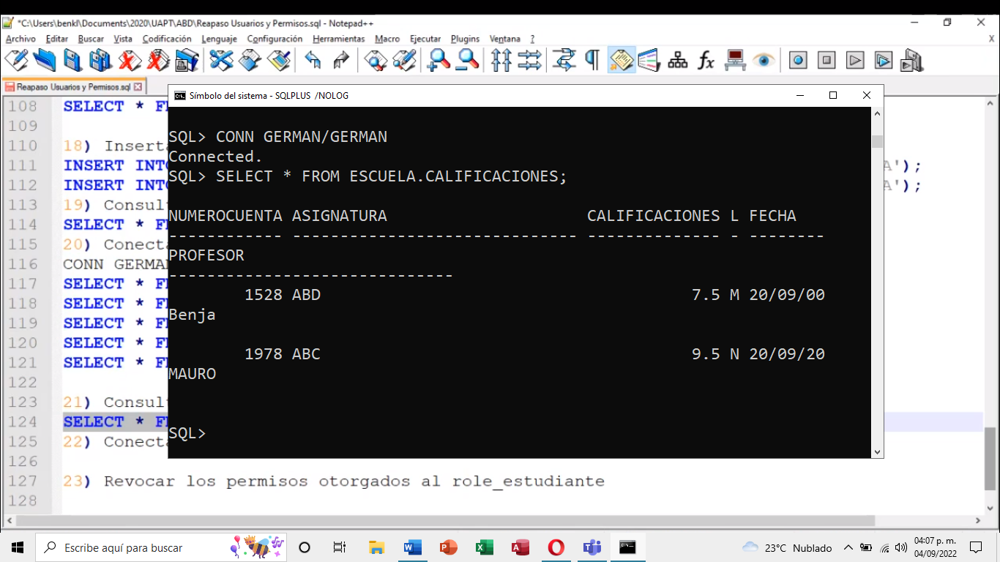 *C:\Users\benkl\Documents\2020\UAPT\ABD\Reapaso Usuarios y Permisos.sql - Notepad++
Archivo Editar Buscar Vista Codificación Lenguaje Herramientas Configuración Macro Ejecutar Plugins Ventana ? X
Reapaso Usuarios y Permisos.sql
Símbolo del sistema - SQLPLUS /NOLOG
SQL> CONN GERMAN/GERMAN
Connected.
SQL> SELECT * FROM ESCUELA.CALIFICACIONES;
NUMEROCUENTA ASIGNATURA CALIFICACIONES L FECHA
------------ ------------------------------ -------------- - --------
PROFESOR
------------------------------
1528 ABD 7.5 M 20/09/00
Benja
1978 ABC 9.5 N 20/09/20
MAURO
SQL>
108 SELECT * F
109
110 18) Insert
111 INSERT INT A');
112 INSERT INT A');
113 19) Consul
114 SELECT * F
115 20) Conect
116 CONN GERMA
117 SELECT * F
118 SELECT * F
119 SELECT * F
120 SELECT * F
121 SELECT * F
122
123 21) Consul
124 SELECT * F
125 22) Conect
126
127 23) Revocar los permisos otorgados al role_estudiante
128
Escribe aquí para buscar
23°C Nublado
04:07 p. m.
04/09/2022